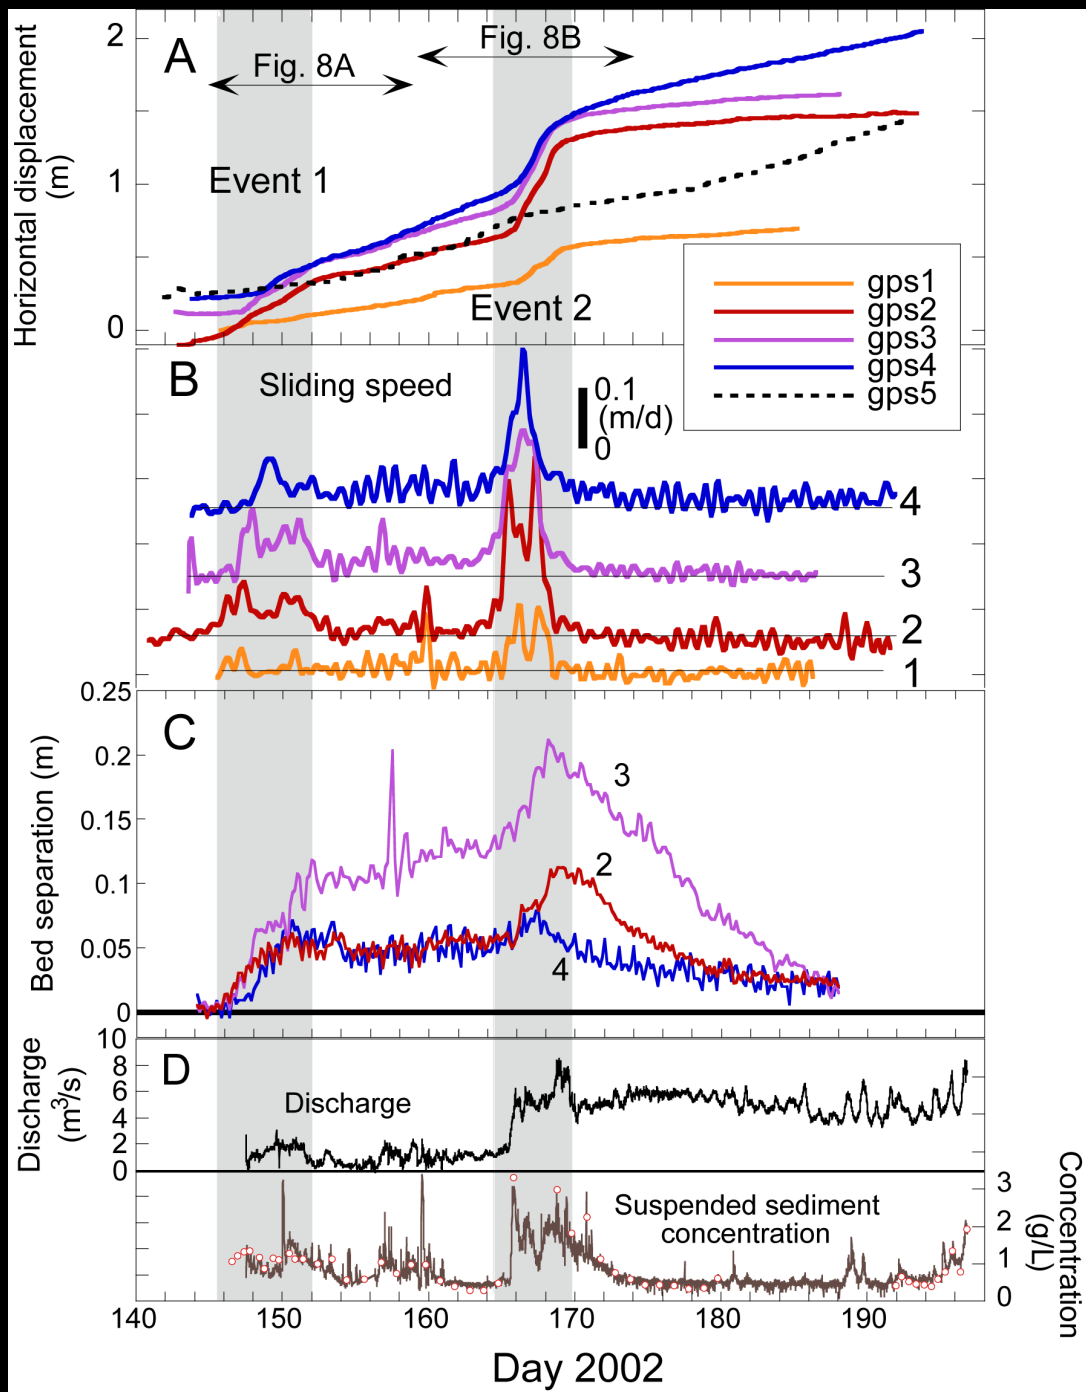 A
Horizontal displacement
(m)
2
1
0
Fig. 8A
Fig. 8B
Event 1
Event 2
gps1
gps2
gps3
gps4
gps5
B
Sliding speed
0.1
(m/d)
0
4
3
2
1
C
Bed separation (m)
0.25
0.2
0.15
0.1
0.05
0
3
2
4
D
Discharge
(m³/s)
10
8
6
4
2
0
Discharge
Suspended sediment
concentration
3
2
1
0
Concentration
(g/L)
140
150
160
170
180
190
Day 2002